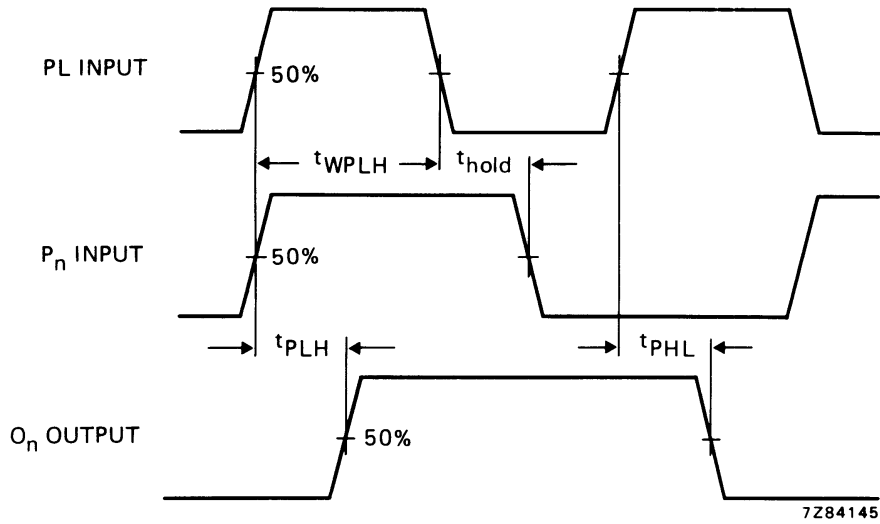 PL INPUT
50%
tWPLH
thold
Pn INPUT
50%
tPLH
tPHL
On OUTPUT
50%
7Z84145